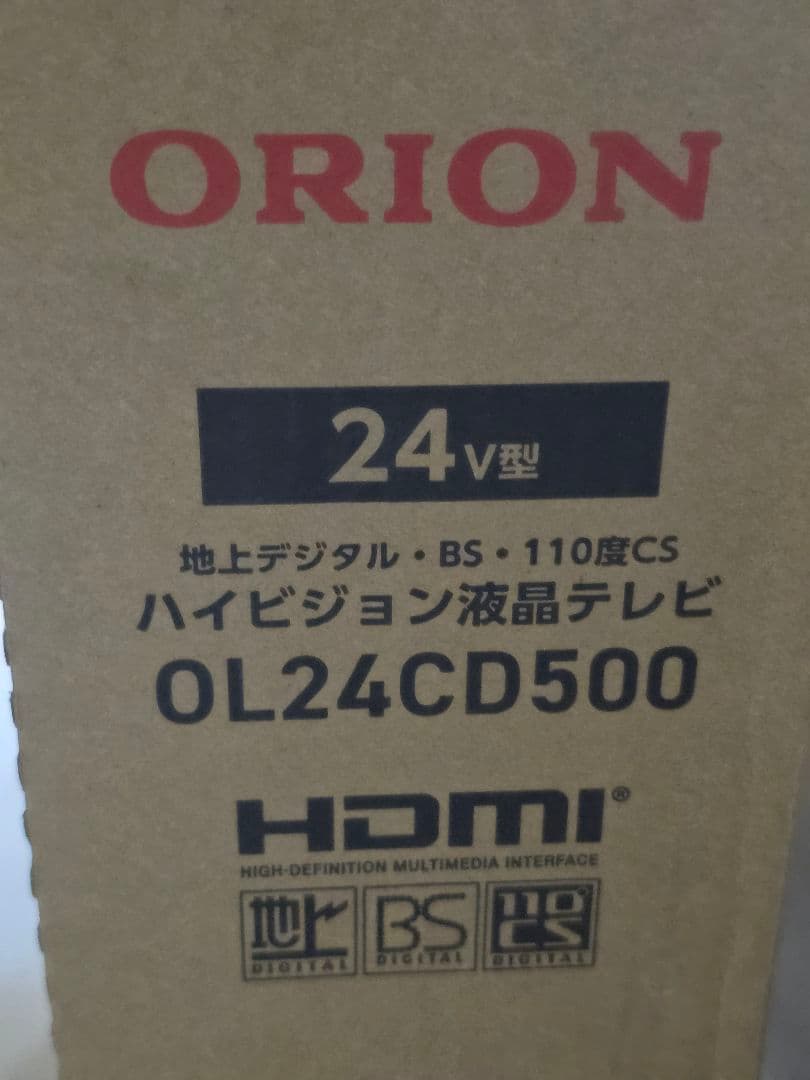 ORION
24V型
地上デジタル・BS・110度CS
ハイビジョン液晶テレビ
OL24CD500
HDMI®
HIGH-DEFINITION MULTIMEDIA INTERFACE
地上 BS 110 CS
DIGITAL DIGITAL DIGITAL